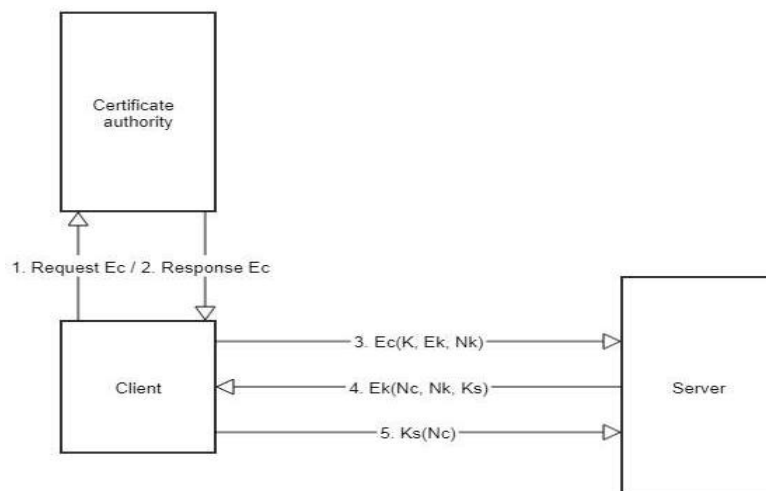 Certificate
authority
1. Request Ec / 2. Response Ec
3. Ec(K, Ek, Nk)
Client
4. Ek(Nc, Nk, Ks)
Server
5. Ks(Nc)